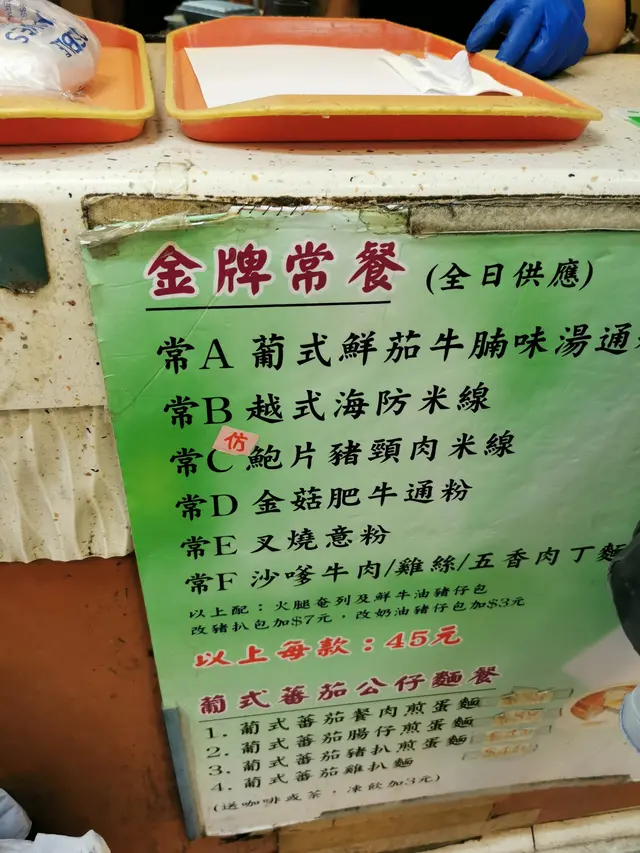 金牌常餐 (全日供應)
常A 葡式鮮茄牛腩味湯通
常B 越式海防米線
仿
常C 鮑片豬頸肉米線
常D 金菇肥牛通粉
常E 叉燒意粉
常F 沙嗲牛肉/雞絲/五香肉丁麵
以上配：火腿奄列及鮮牛油豬仔包
改豬扒包加$7元，改奶油豬仔包加$3元
以上每款：45元
葡式蕃茄公仔麵餐
1. 葡式蕃茄餐肉煎蛋麵
2. 葡式蕃茄腸仔煎蛋麵
3. 葡式蕃茄豬扒煎蛋麵
4. 葡式蕃茄雞扒麵
(送咖啡或茶，凍飲加3元)